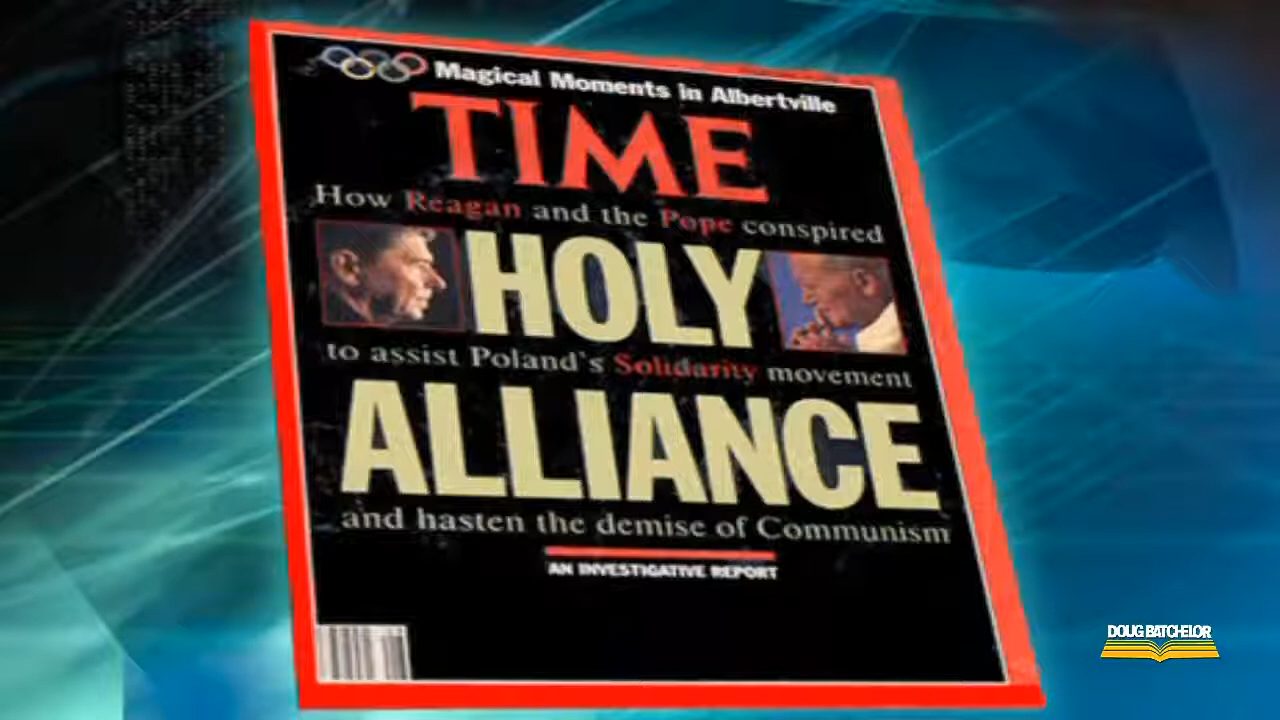 Magical Moments in Albertville
TIME
How Reagan and the Pope conspired
HOLY
to assist Poland's Solidarity movement
ALLIANCE
and hasten the demise of Communism
AN INVESTIGATIVE REPORT
DOUG BATCHELOR